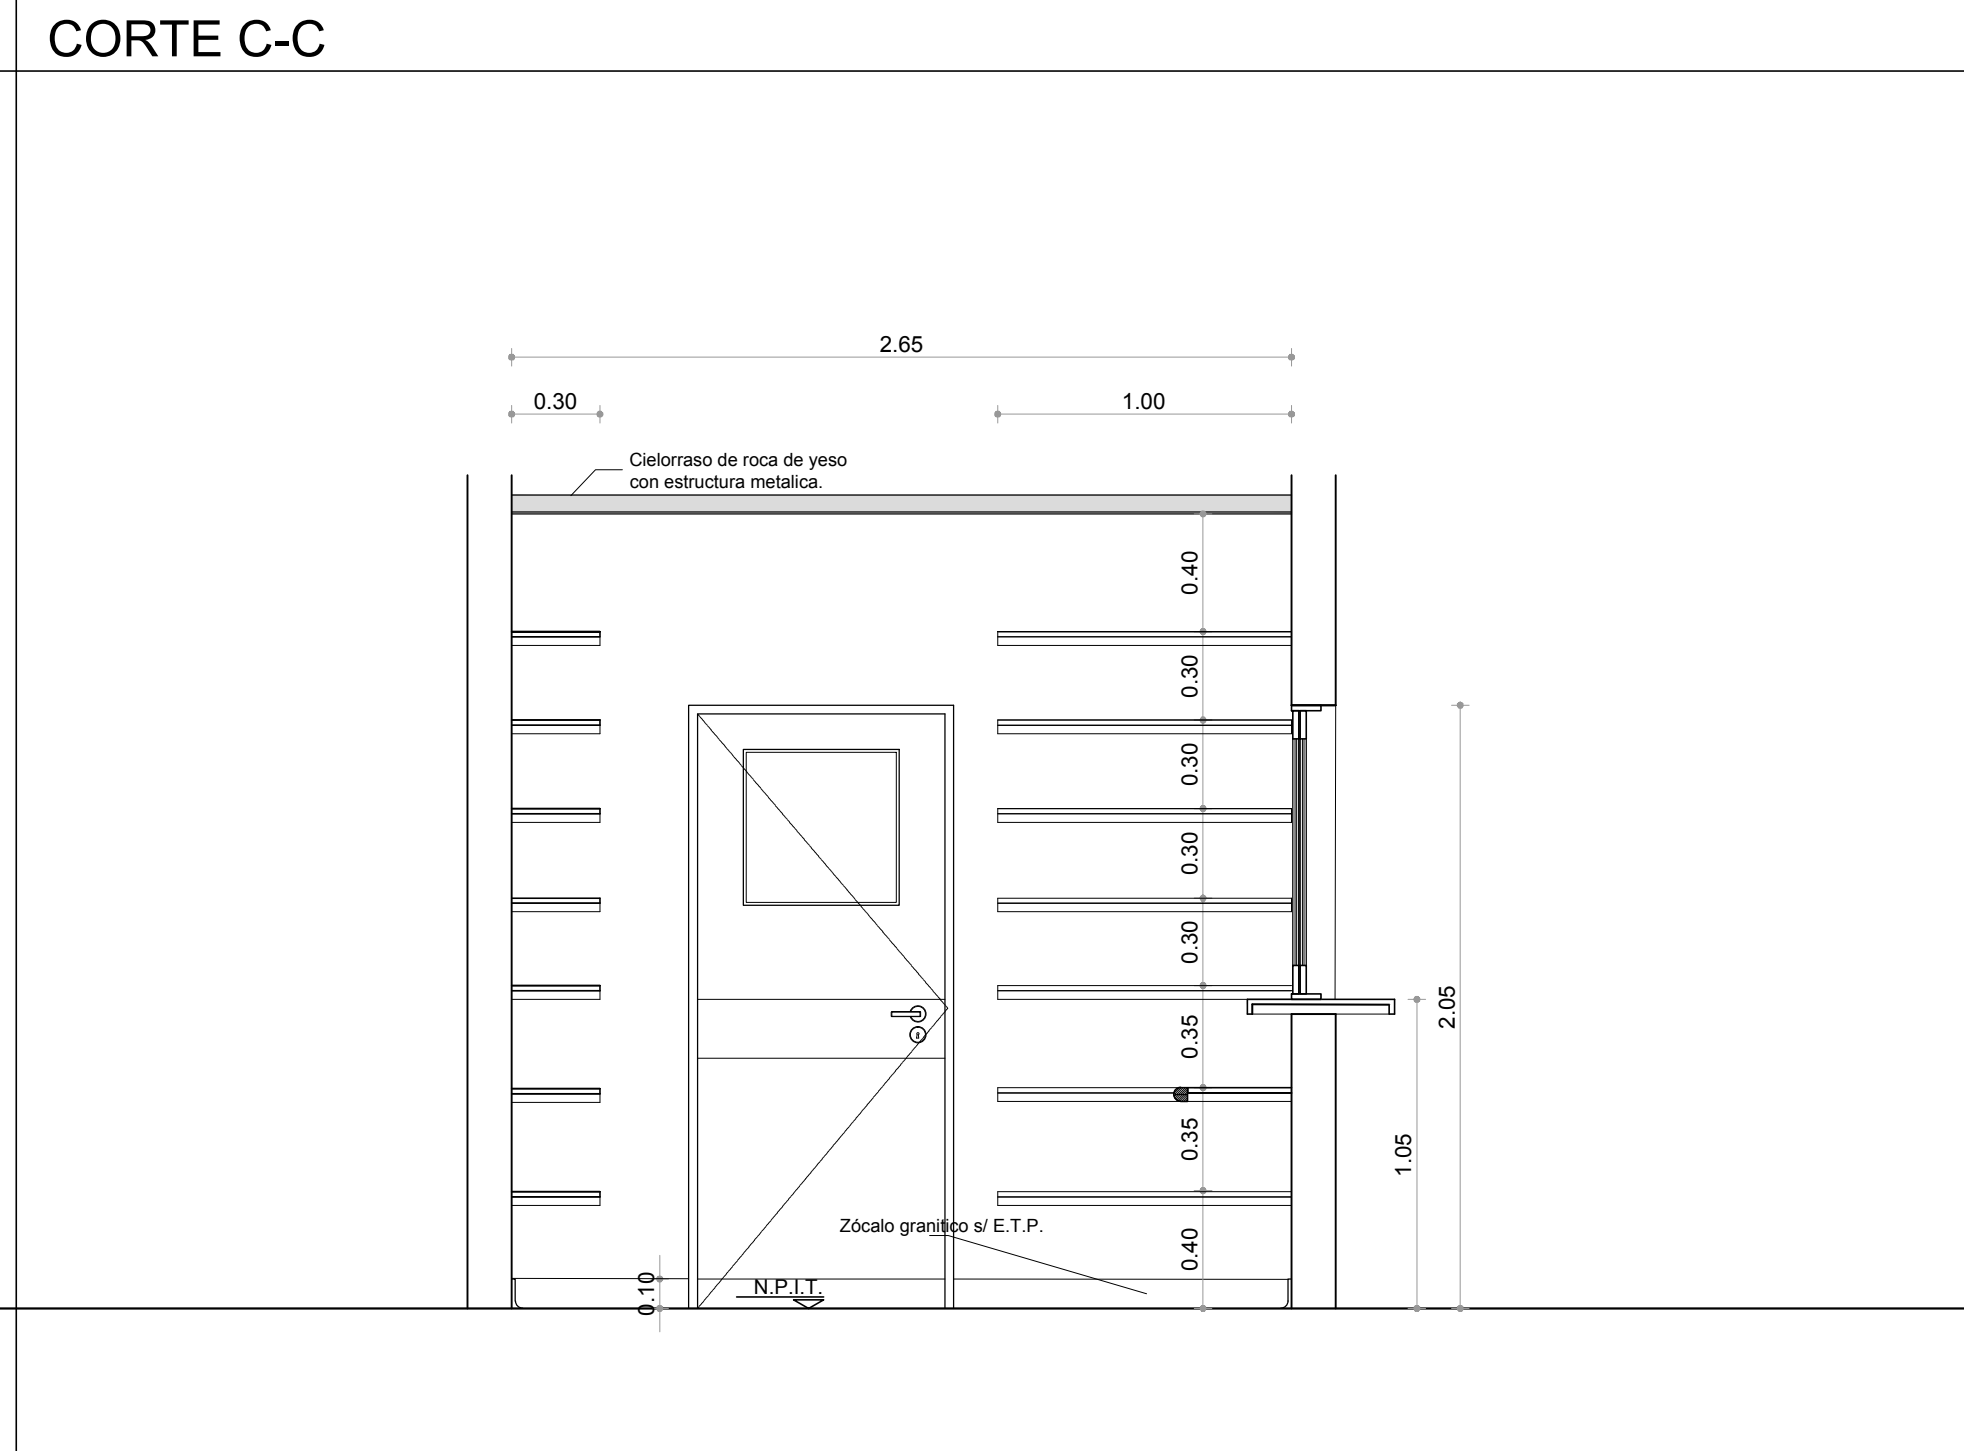 CORTE C-C
2.65
0.30
1.00
Cielorraso de roca de yeso
con estructura metalica.
0.40
0.30
0.30
0.30
0.30
0.35
0.35
0.40
2.05
1.05
Zócalo granitico s/ E.T.P.
0.10
N.P.I.T.